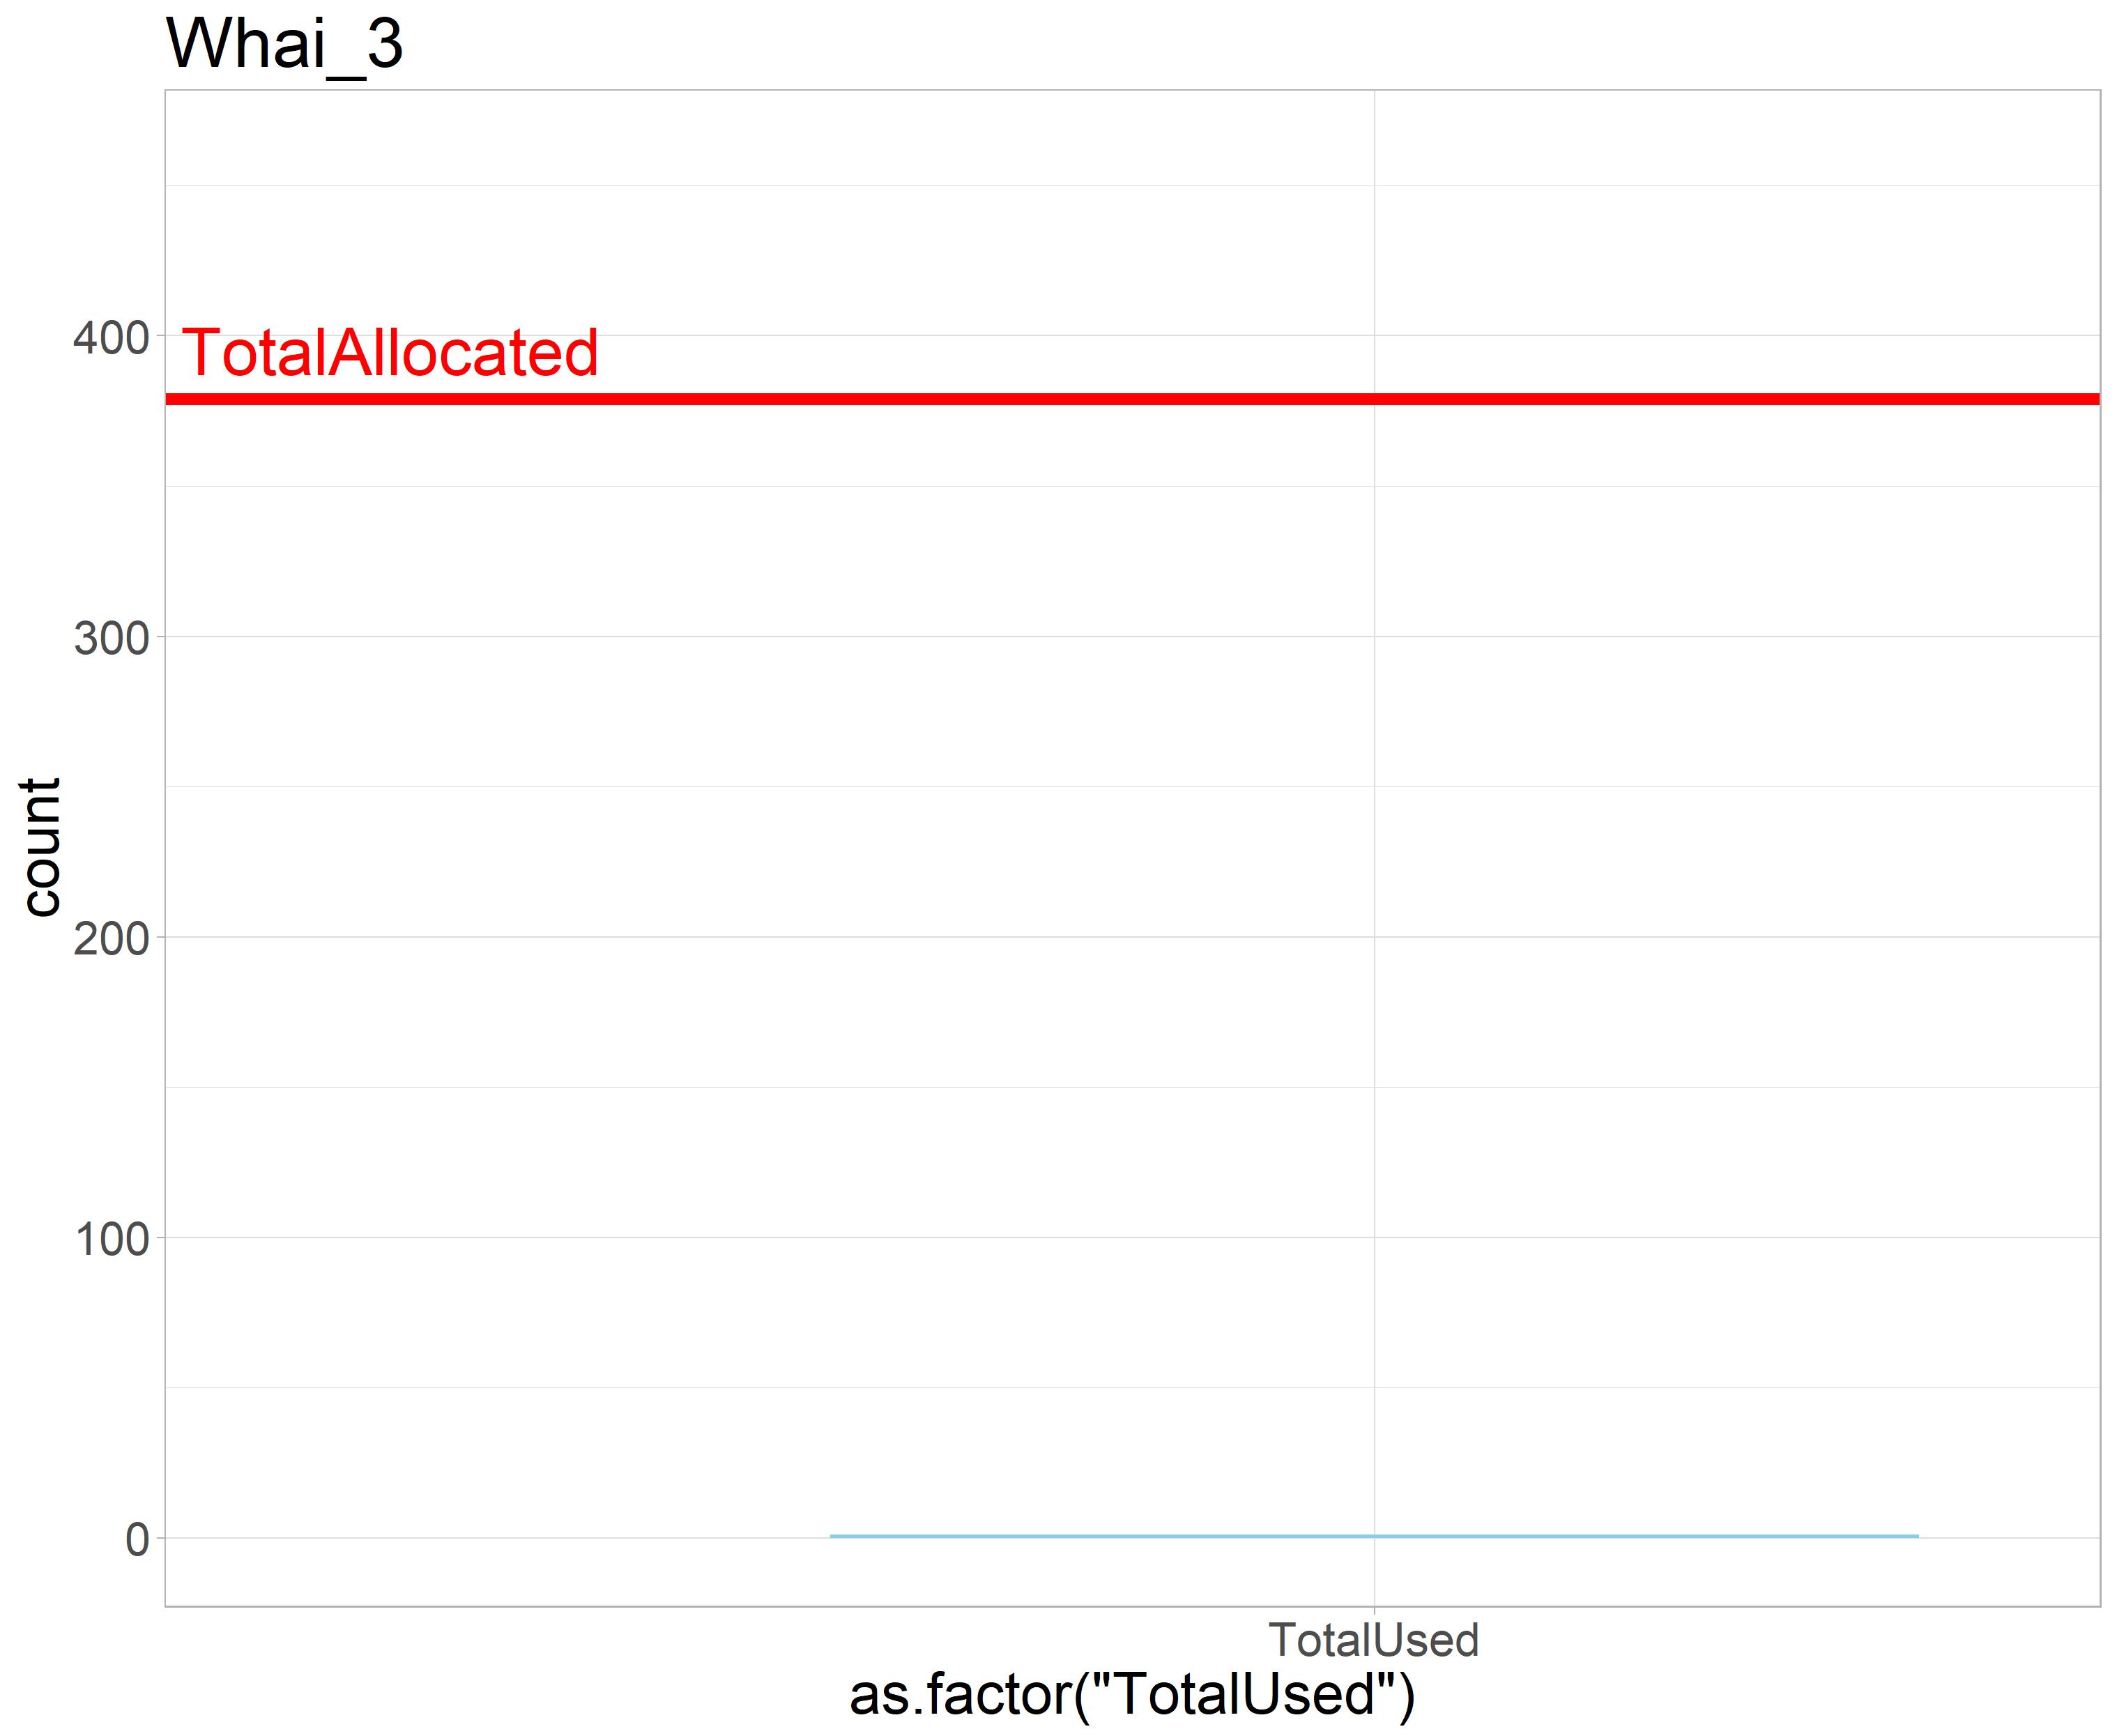 Whai_3
TotalAllocated
400
300
200
100
0
count
TotalUsed
as.factor("TotalUsed")